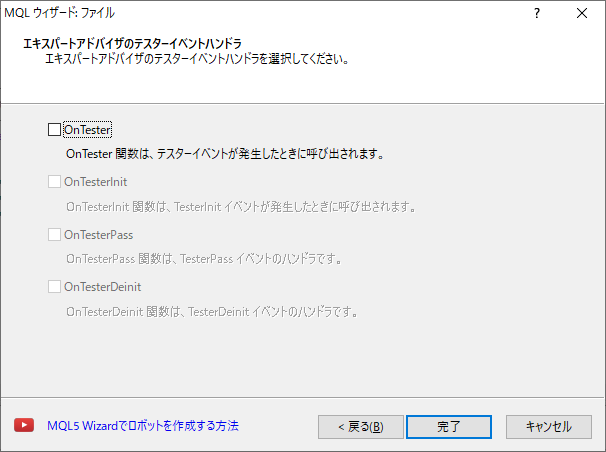 MQL ウィザード: ファイル
エキスパートアドバイザのテスターイベントハンドラ
エキスパートアドバイザのテスターイベントハンドラを選択してください。
OnTester
OnTester 関数は、テスターイベントが発生したときに呼び出されます。
OnTesterInit
OnTesterInit 関数は、TesterInit イベントが発生したときに呼び出されます。
OnTesterPass
OnTesterPass 関数は、TesterPass イベントのハンドラです。
OnTesterDeinit
OnTesterDeinit 関数は、TesterDeinit イベントのハンドラです。
MQL5 Wizardでロボットを作成する方法
< 戻る(B)
完了
キャンセル